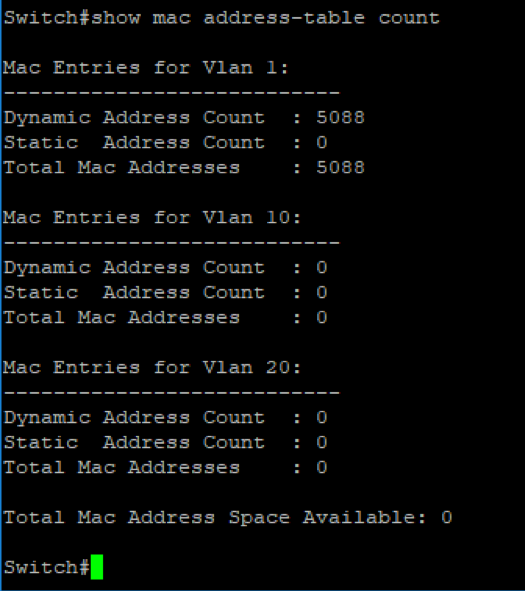 Switch#show mac address-table count
Mac Entries for Vlan 1:
---------------------------
Dynamic Address Count  : 5088
Static  Address Count  : 0
Total Mac Addresses    : 5088
Mac Entries for Vlan 10:
---------------------------
Dynamic Address Count  : 0
Static  Address Count  : 0
Total Mac Addresses    : 0
Mac Entries for Vlan 20:
---------------------------
Dynamic Address Count  : 0
Static  Address Count  : 0
Total Mac Addresses    : 0
Total Mac Address Space Available: 0
Switch#